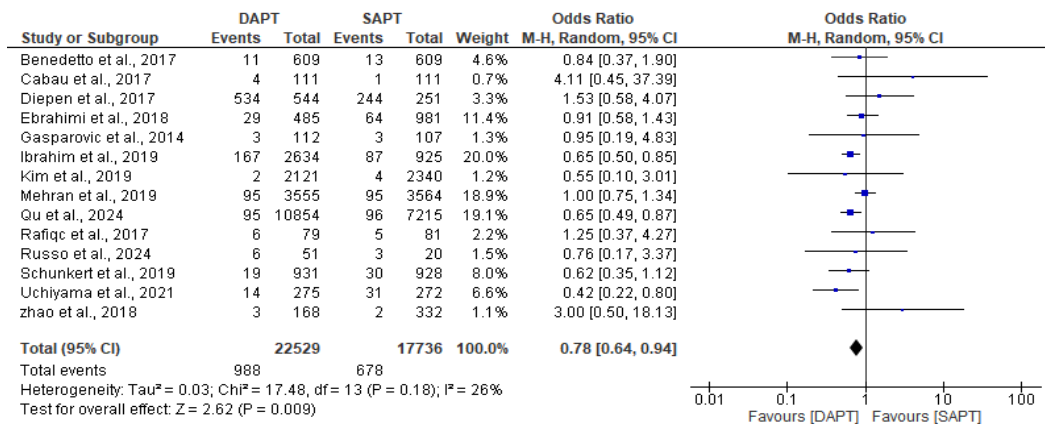 DAPT SAPT Odds Ratio Odds Ratio
Study or Subgroup Events Total Events Total Weight M-H, Random, 95% CI M-H, Random, 95% CI
Benedetto et al., 2017 11 609 13 609 4.6% 0.84 [0.37, 1.90]
Cabau et al., 2017 4 111 1 111 0.7% 4.11 [0.45, 37.39]
Diepen et al., 2017 534 544 244 251 3.3% 1.53 [0.58, 4.07]
Ebrahimi et al., 2018 29 485 64 981 11.4% 0.91 [0.58, 1.43]
Gasparovic et al., 2014 3 112 3 107 1.3% 0.95 [0.19, 4.83]
Ibrahim et al., 2019 167 2634 87 925 20.0% 0.65 [0.50, 0.85]
Kim et al., 2019 2 2121 4 2340 1.2% 0.55 [0.10, 3.01]
Mehran et al., 2019 95 3555 95 3564 18.9% 1.00 [0.75, 1.34]
Qu et al., 2024 95 10854 96 7215 19.1% 0.65 [0.49, 0.87]
Rafiqc et al., 2017 6 79 5 81 2.2% 1.25 [0.37, 4.27]
Russo et al., 2024 6 51 3 20 1.5% 0.76 [0.17, 3.37]
Schunkert et al., 2019 19 931 30 928 8.0% 0.62 [0.35, 1.12]
Uchiyama et al., 2021 14 275 31 272 6.6% 0.42 [0.22, 0.80]
zhao et al., 2018 3 168 2 332 1.1% 3.00 [0.50, 18.13]
Total (95% CI) 22529 17736 100.0% 0.78 [0.64, 0.94]
Total events 988 678
Heterogeneity: Tau² = 0.03; Chi² = 17.48, df = 13 (P = 0.18); I² = 26%
Test for overall effect: Z = 2.62 (P = 0.009)
0.01 0.1 1 10 100
Favours [DAPT] Favours [SAPT]